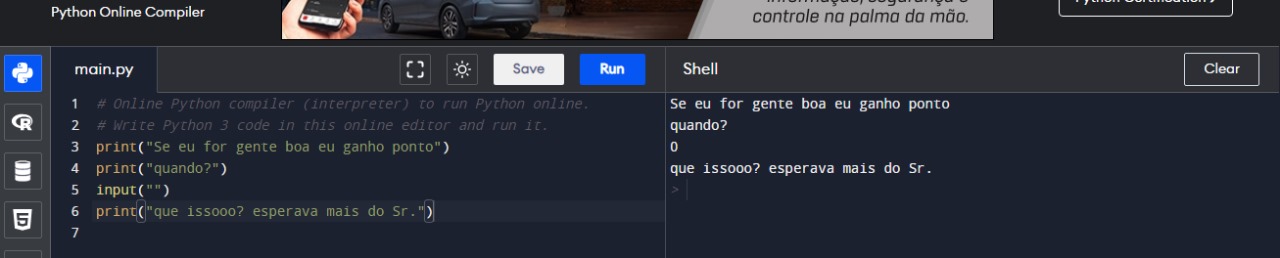 Python Online Compiler
informação, segurança e
controle na palma da mão.
Python Certification
main.py
Save
Run
Shell
Clear
1 # Online Python compiler (interpreter) to run Python online.
2 # Write Python 3 code in this online editor and run it.
3 print("Se eu for gente boa eu ganho ponto")
4 print("quando?")
5 input("")
6 print("que issooo? esperava mais do Sr.")
7
Se eu for gente boa eu ganho ponto
quando?
0
que issooo? esperava mais do Sr.
>